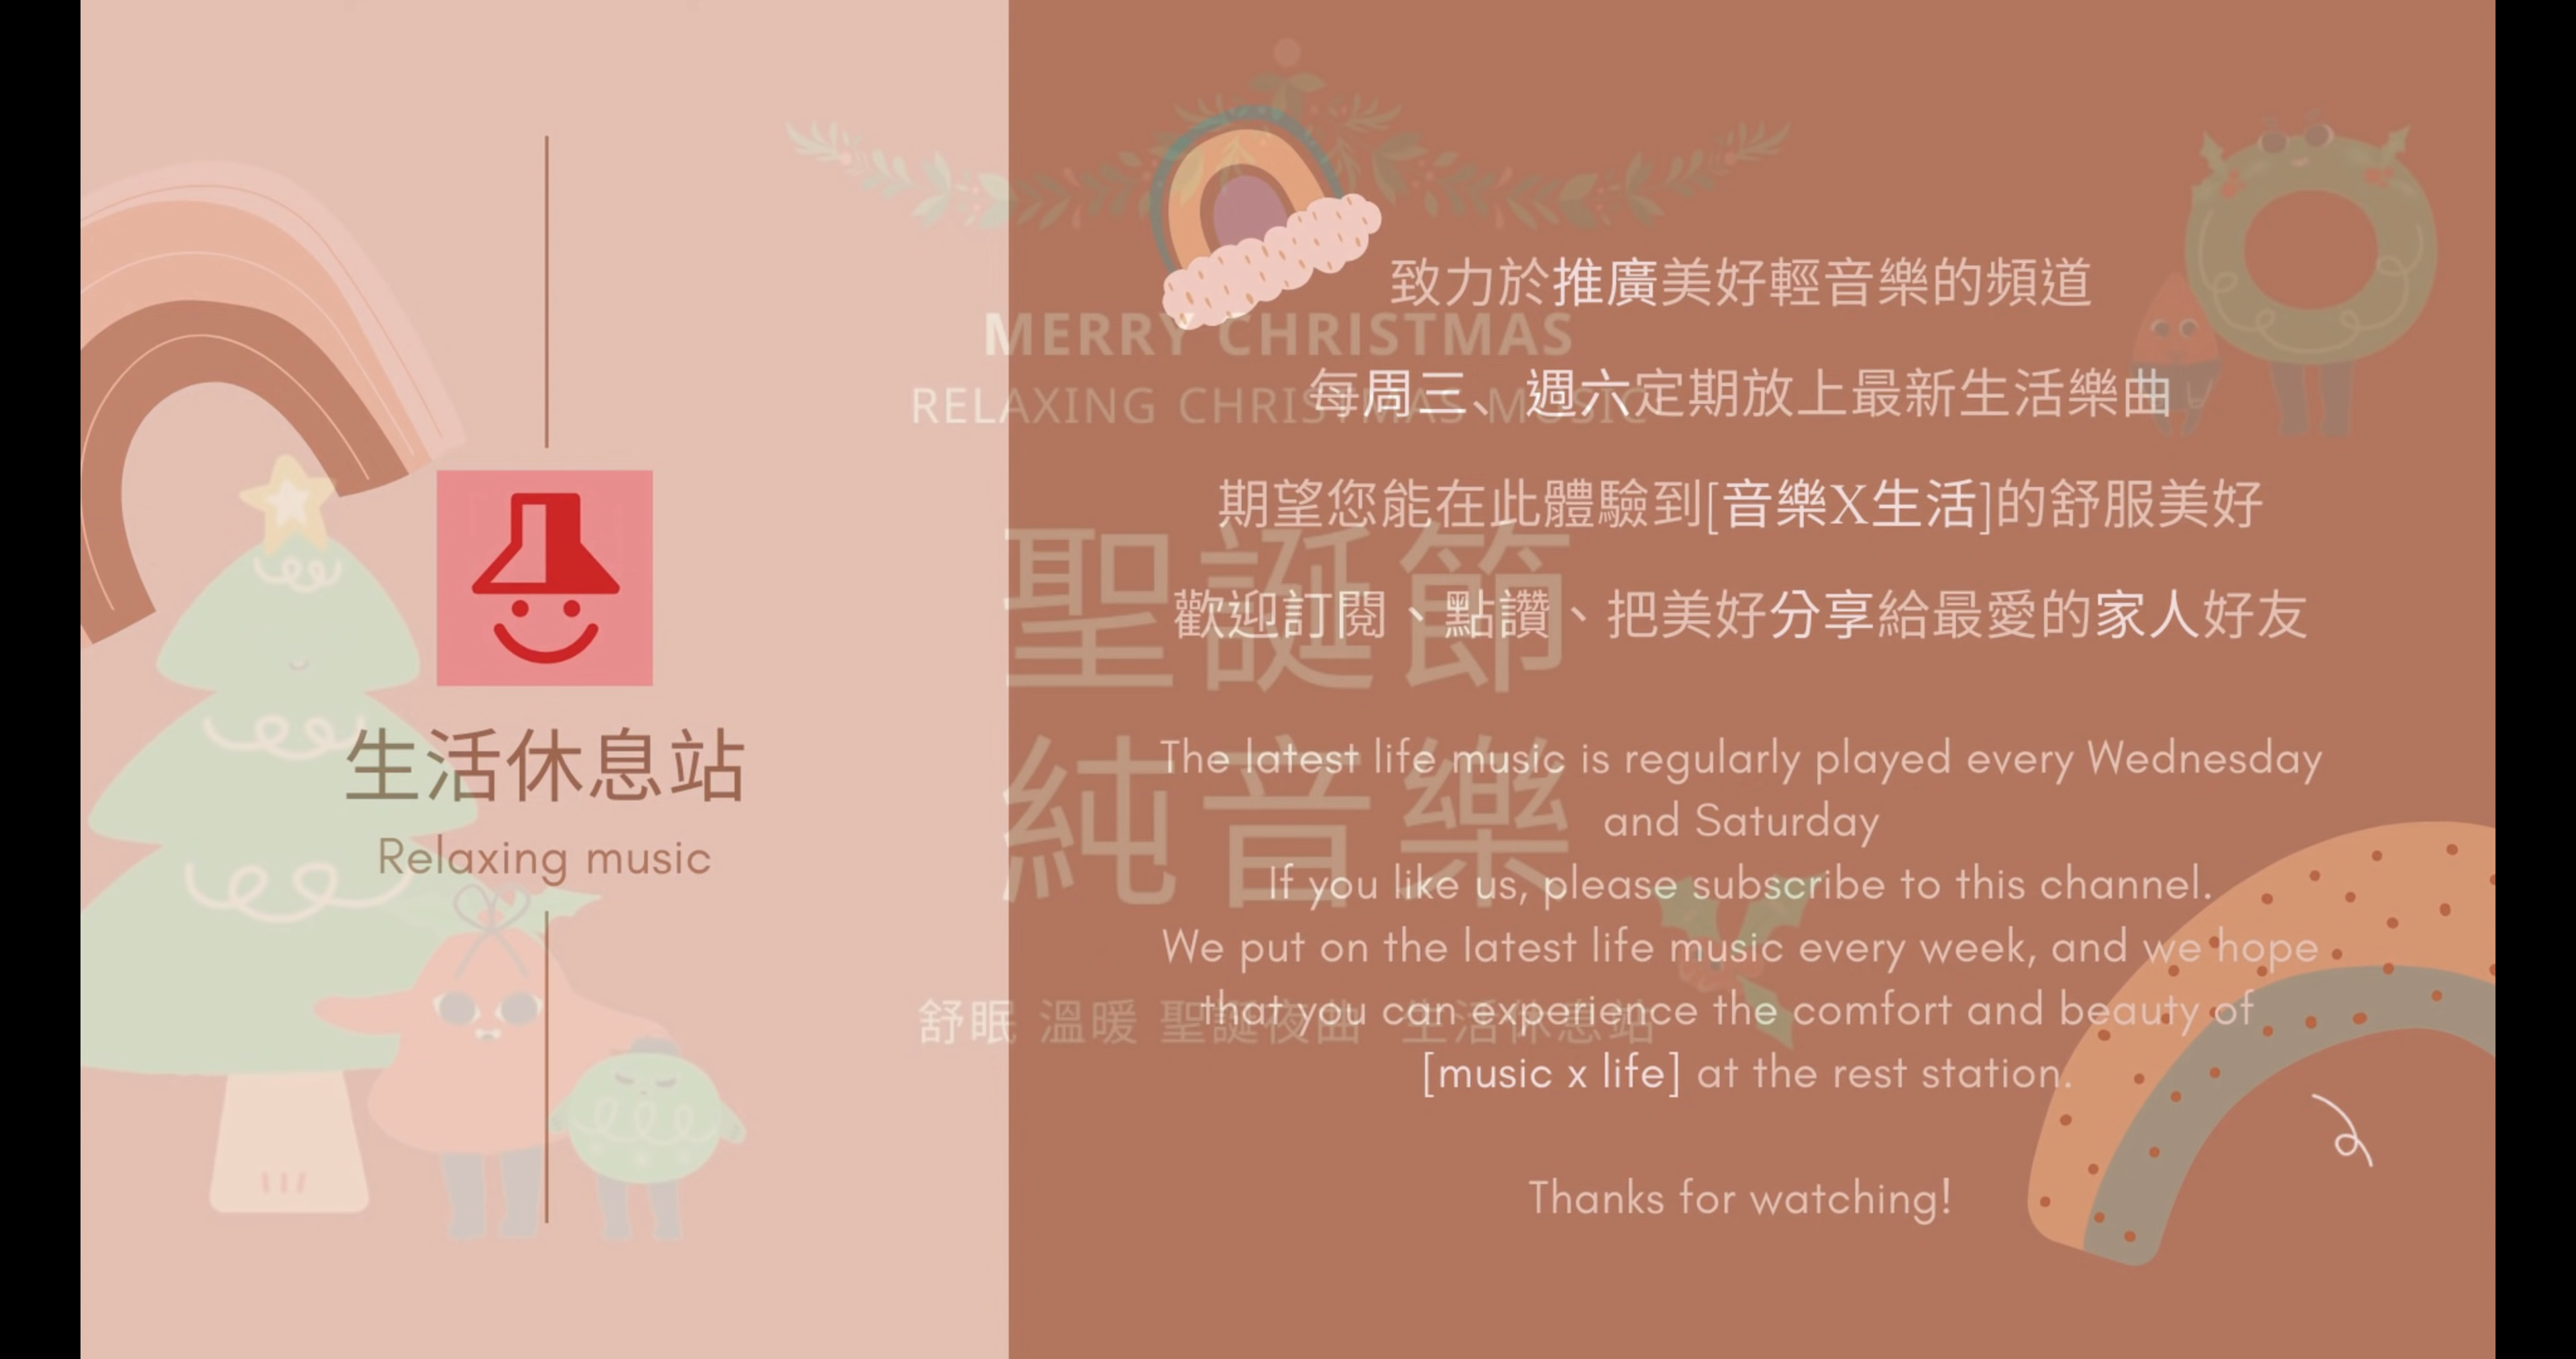 生活休息站
Relaxing music
MERRY CHRISTMAS
RELAXING CHRISTMAS MUSIC
聖誕節
純音樂
舒眠 溫暖 聖誕夜曲 生活休息站
致力於推廣美好輕音樂的頻道
每周三、週六定期放上最新生活樂曲
期望您能在此體驗到[音樂X生活]的舒服美好
歡迎訂閱、點讚、把美好分享給最愛的家人好友
The latest life music is regularly played every Wednesday
and Saturday
If you like us, please subscribe to this channel.
We put on the latest life music every week, and we hope
that you can experience the comfort and beauty of
[music x life] at the rest station.
Thanks for watching!